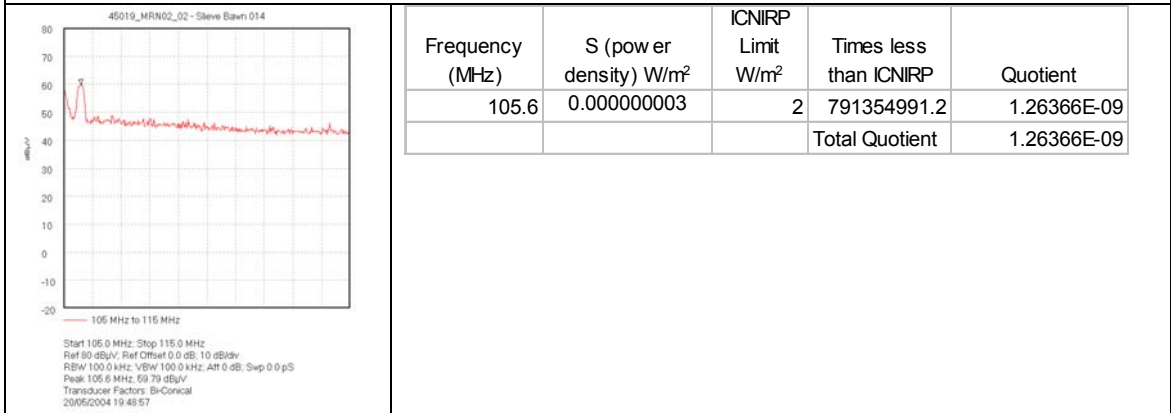 45019_MRN02_02 - Slieve Bawn 014
80
70
60
50
40
30
20
10
0
-10
-20
dBµV
105 MHz to 115 MHz
Start 105.0 MHz; Stop 115.0 MHz
Ref 80 dBµV; Ref Offset 0.0 dB; 10 dB/div
RBW 100.0 kHz; VBW 100.0 kHz; Att 0 dB; Swp 0.0 pS
Peak 105.6 MHz, 59.79 dBµV
Transducer Factors: Bi-Conical
20/05/2004 19:48:57
Frequency (MHz) S (power density) W/m² ICNIRP Limit W/m² Times less than ICNIRP Quotient
105.6 0.000000003 2 791354991.2 1.26366E-09
Total Quotient 1.26366E-09